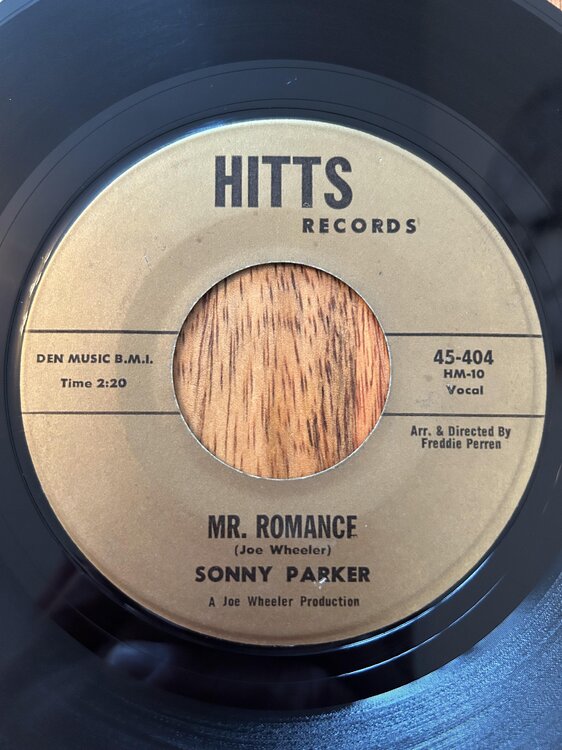 HITTS
RECORDS
DEN MUSIC B.M.I.
Time 2:20
45-404
HM-10
Vocal
Arr. & Directed By
Freddie Perren
MR. ROMANCE
(Joe Wheeler)
SONNY PARKER
A Joe Wheeler Production